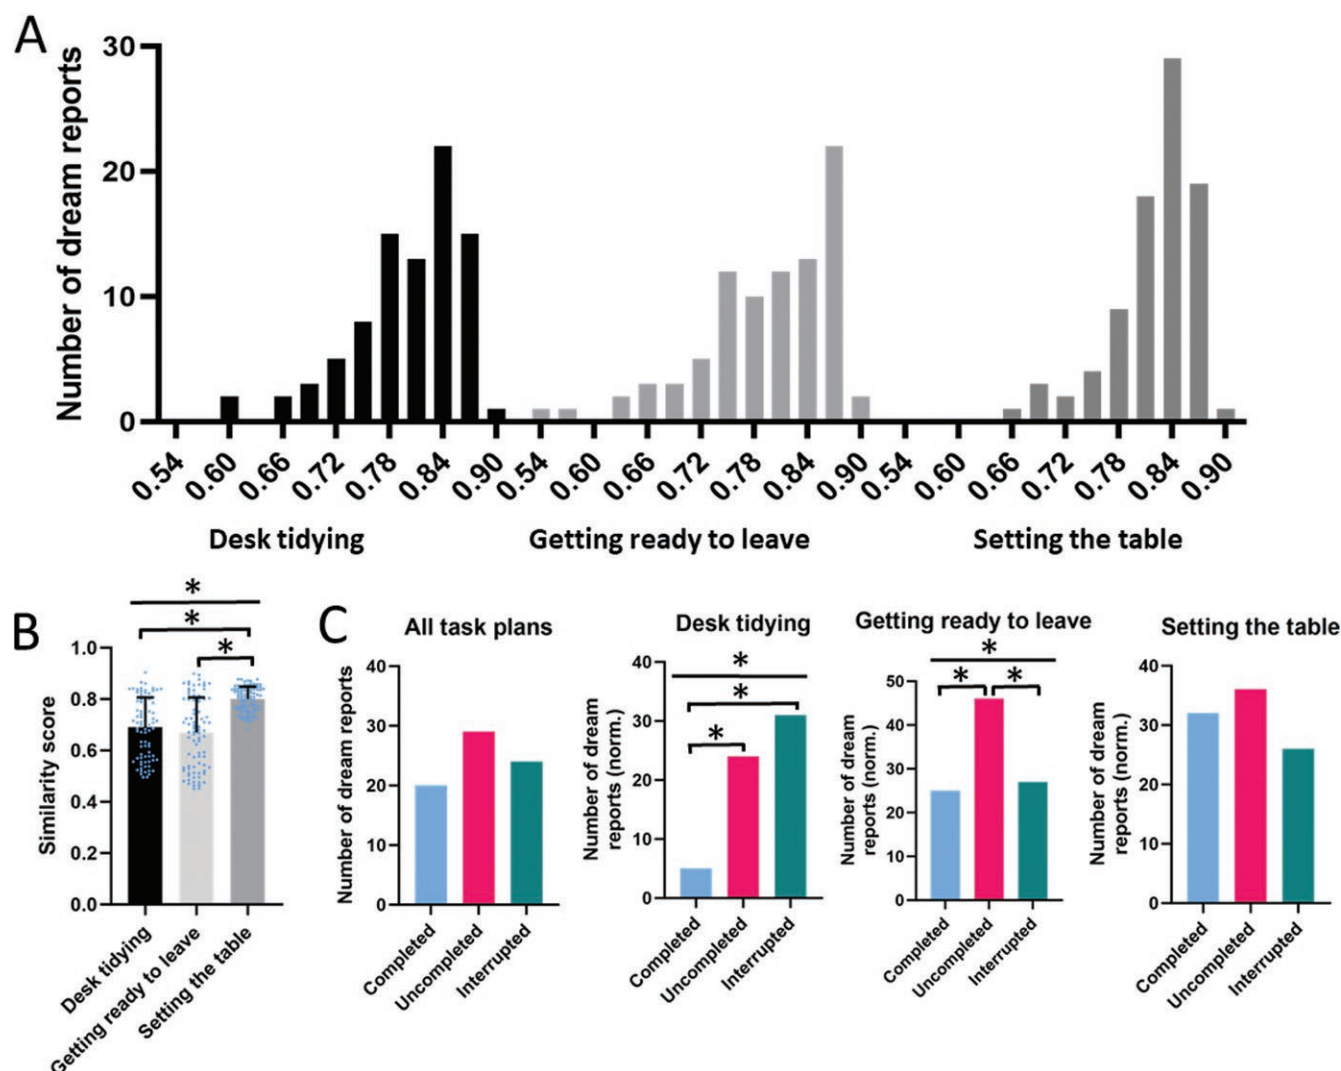 A
Number of dream reports
30
20
10
0
0.54 0.60 0.66 0.72 0.78 0.84 0.90 0.54 0.60 0.66 0.72 0.78 0.84 0.90 0.54 0.60 0.66 0.72 0.78 0.84 0.90
Desk tidying Getting ready to leave Setting the table
B
*
*
*
Similarity score
1.0
0.8
0.6
0.4
0.2
0.0
Desk tidying
Getting ready to leave
Setting the table
C
All task plans
Number of dream reports
40
30
20
10
0
Completed
Uncompleted
Interrupted
Desk tidying
*
*
*
Number of dream
reports (norm.)
40
30
20
10
0
Completed
Uncompleted
Interrupted
Getting ready to leave
*
* *
Number of dream
reports (norm.)
50
40
30
20
10
0
Completed
Uncompleted
Interrupted
Setting the table
Number of dream
reports (norm.)
40
30
20
10
0
Completed
Uncompleted
Interrupted